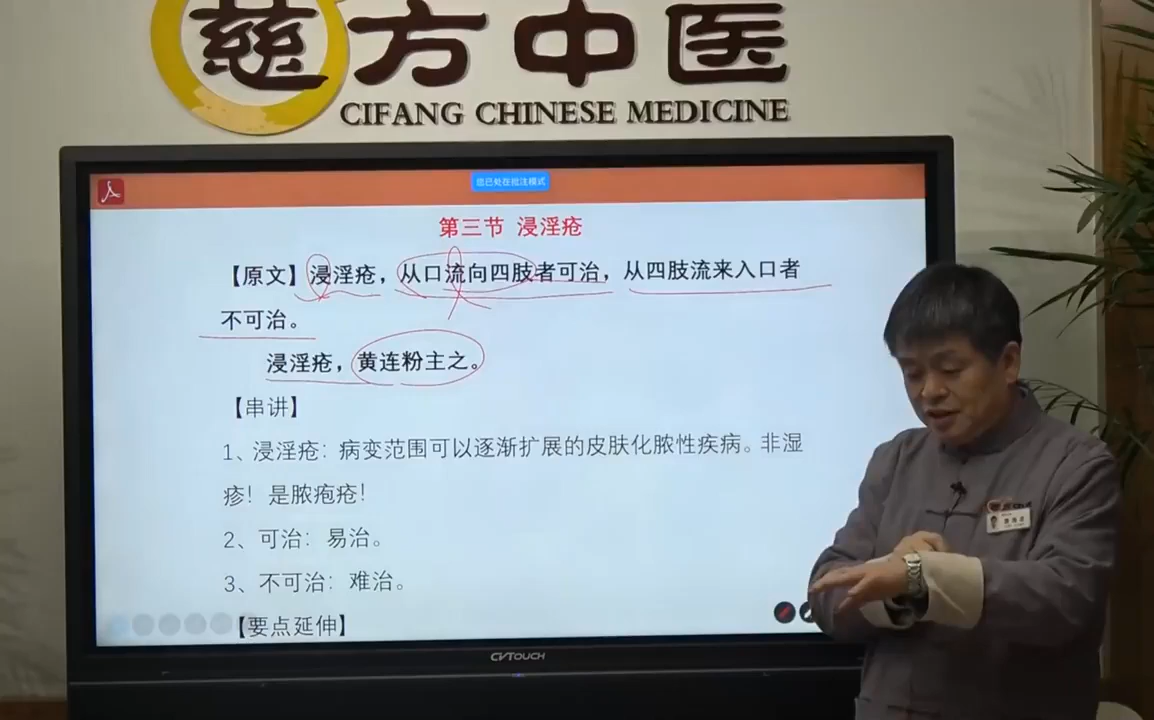 慈方中医
CIFANG CHINESE MEDICINE
您已处在批注模式
第三节 浸淫疮
【原文】浸淫疮，从口流向四肢者可治，从四肢流来入口者
不可治。
浸淫疮，黄连粉主之。
【串讲】
1、浸淫疮：病变范围可以逐渐扩展的皮肤化脓性疾病。非湿
疹！是脓疱疮！
2、可治：易治。
3、不可治：难治。
【要点延伸】
CVTOUCH